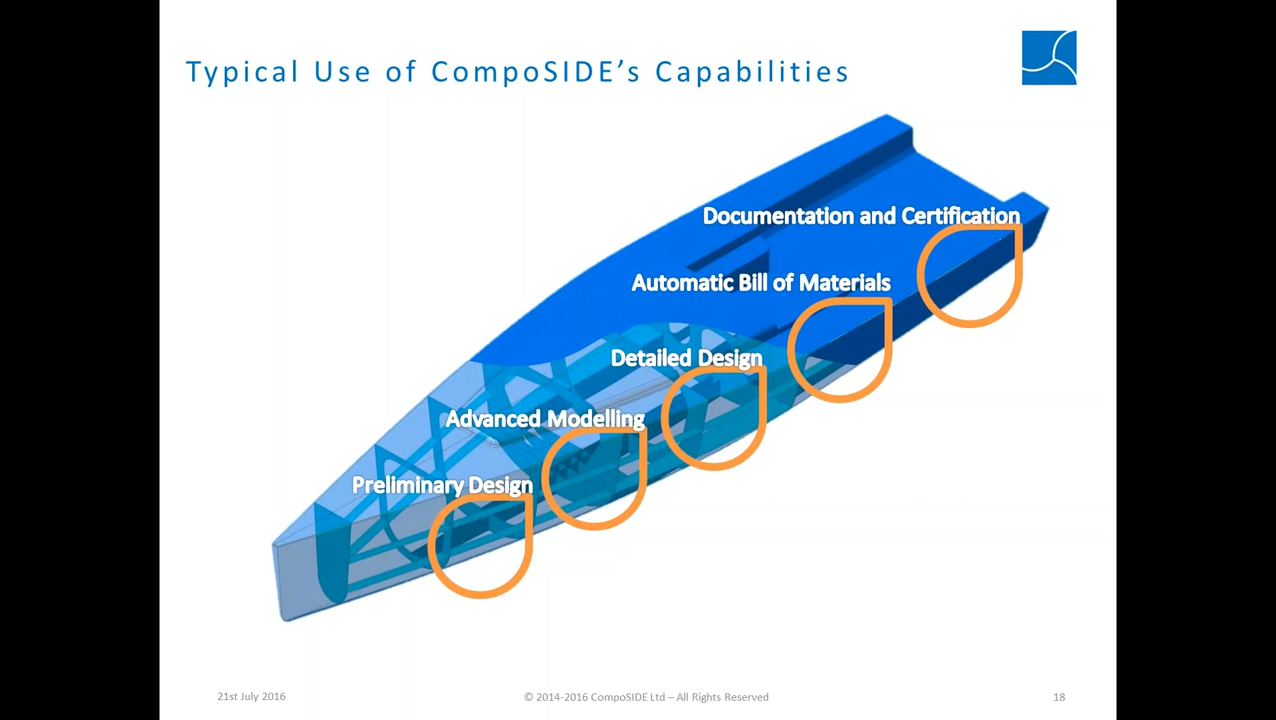 Typical Use of CompoSIDE’s Capabilities
Documentation and Certification
Automatic Bill of Materials
Detailed Design
Advanced Modelling
Preliminary Design
21st July 2016
© 2014-2016 CompoSIDE Ltd – All Rights Reserved
18